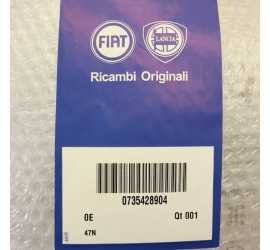 FIAT LANCIA
Ricambi Originali
0735428904
0E Qt 001
47N